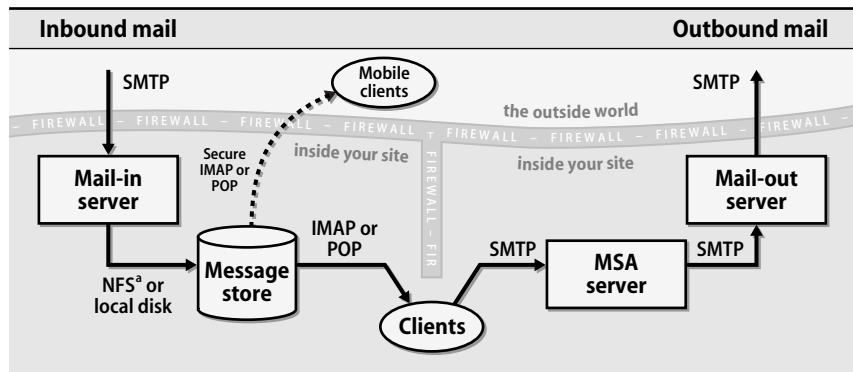 Inbound mail
Outbound mail
SMTP
Mobile
clients
SMTP
the outside world
– FIREWALL – FIREWALL – FIREWALL – FIREWALL – FIREWALL – FIREWALL – FIREWALL – FIREWALL –
inside your site
inside your site
FIREWALL – FIR
Secure
IMAP or
POP
Mail-in
server
Mail-out
server
IMAP or
POP
NFSa or
local disk
Message
store
SMTP
MSA
server
SMTP
Clients